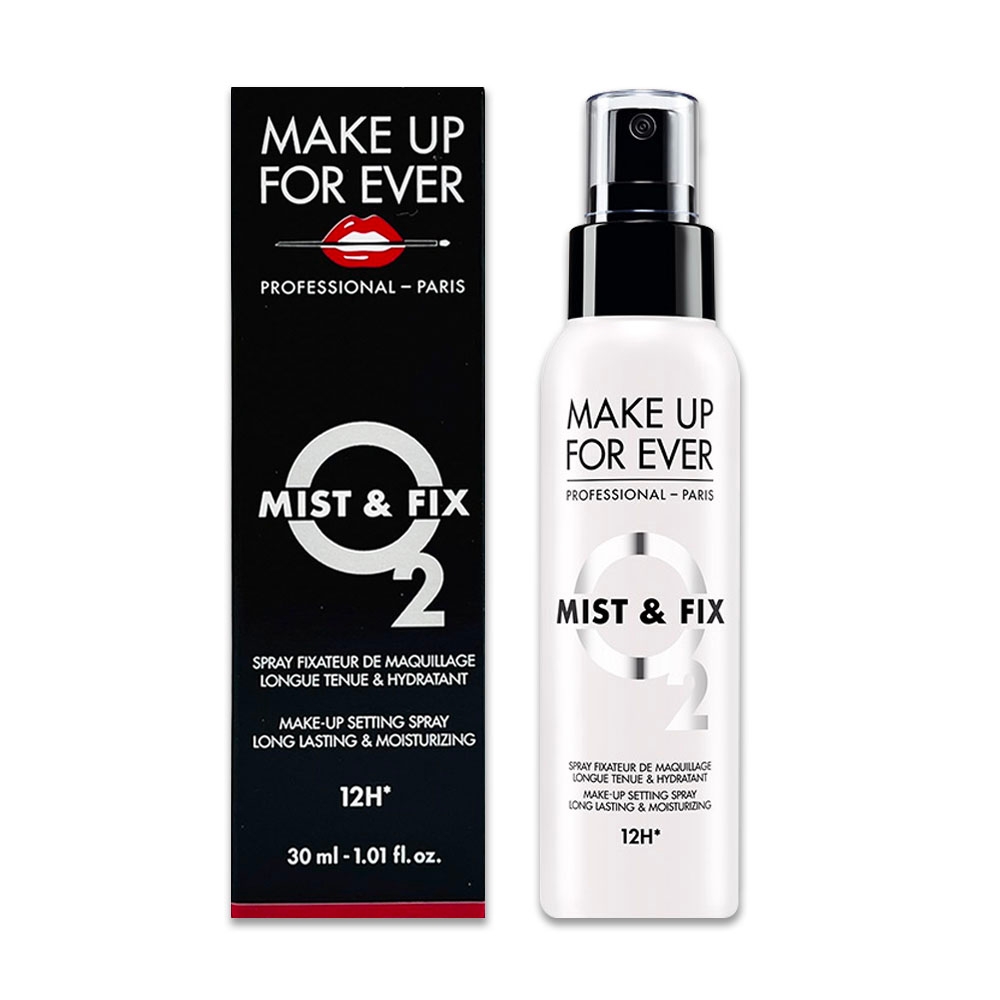 MAKE UP
FOR EVER
PROFESSIONAL – PARIS
O2
MIST & FIX
SPRAY FIXATEUR DE MAQUILLAGE
LONGUE TENUE & HYDRATANT
MAKE-UP SETTING SPRAY
LONG LASTING & MOISTURIZING
12H*
30 ml - 1.01 fl. oz.
MAKE UP
FOR EVER
PROFESSIONAL – PARIS
O2
MIST & FIX
SPRAY FIXATEUR DE MAQUILLAGE
LONGUE TENUE & HYDRATANT
MAKE-UP SETTING SPRAY
LONG LASTING & MOISTURIZING
12H*